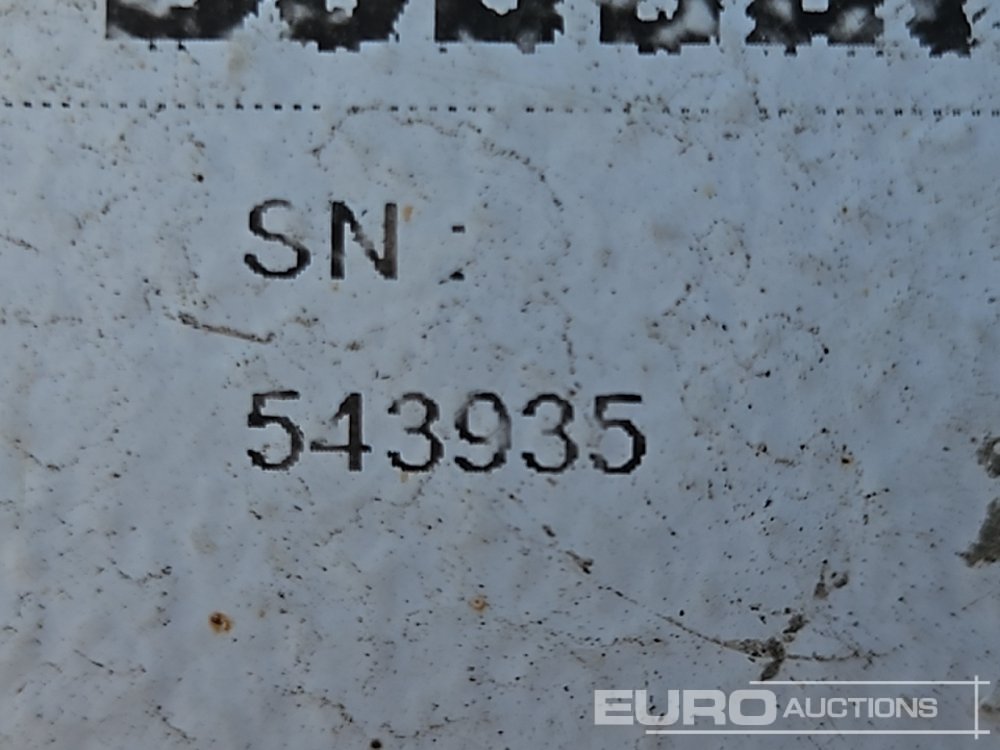 SN :
543935
EURO AUCTIONS